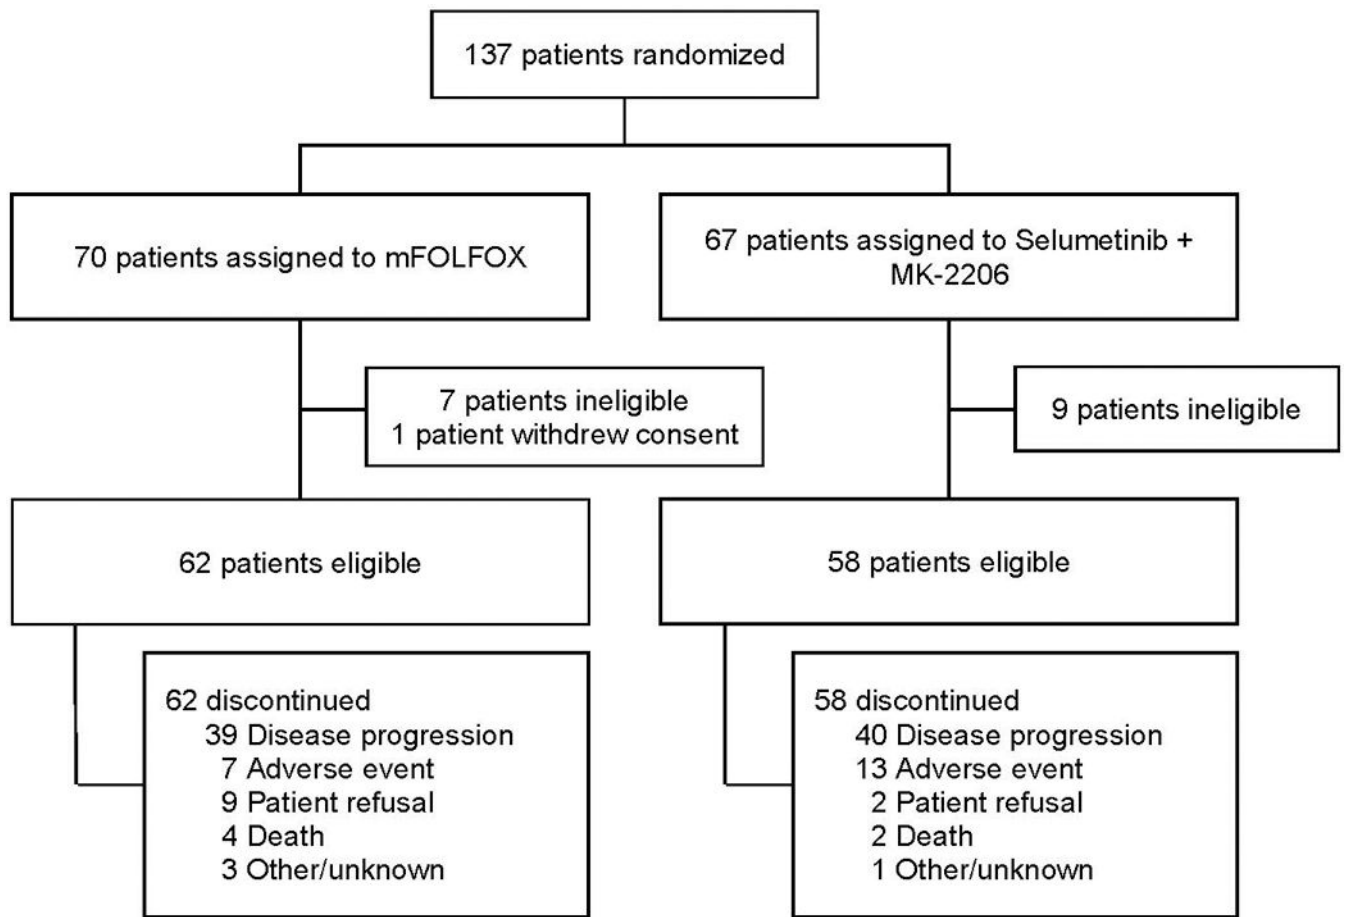 137 patients randomized
70 patients assigned to mFOLFOX
67 patients assigned to Selumetinib +
MK-2206
7 patients ineligible
1 patient withdrew consent
9 patients ineligible
62 patients eligible
58 patients eligible
62 discontinued
39 Disease progression
7 Adverse event
9 Patient refusal
4 Death
3 Other/unknown
58 discontinued
40 Disease progression
13 Adverse event
2 Patient refusal
2 Death
1 Other/unknown